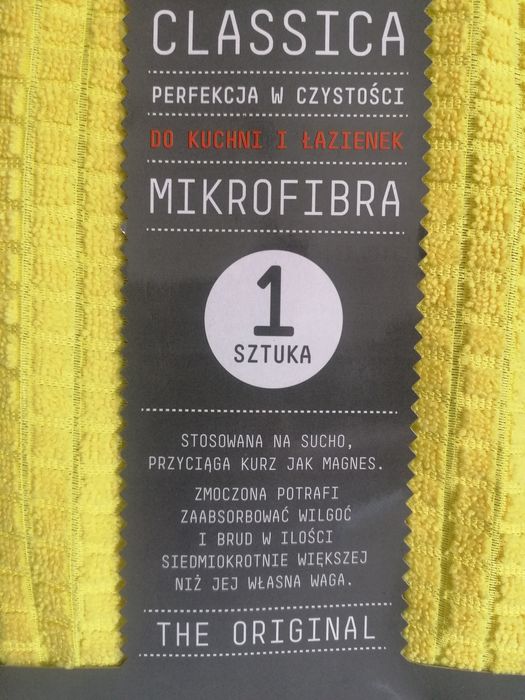 CLASSICA
PERFEKCJA W CZYSTOŚCI
DO KUCHNI I ŁAZIENEK
MIKROFIBRA
1
SZTUKA
STOSOWANA NA SUCHO,
PRZYCIĄGA KURZ JAK MAGNES.
ZMOCZONA POTRAFI
ZAABSORBOWAĆ WILGOĆ
I BRUD W ILOŚCI
SIEDMIOKROTNIE WIĘKSZEJ
NIŻ JEJ WŁASNA WAGA.
THE ORIGINAL